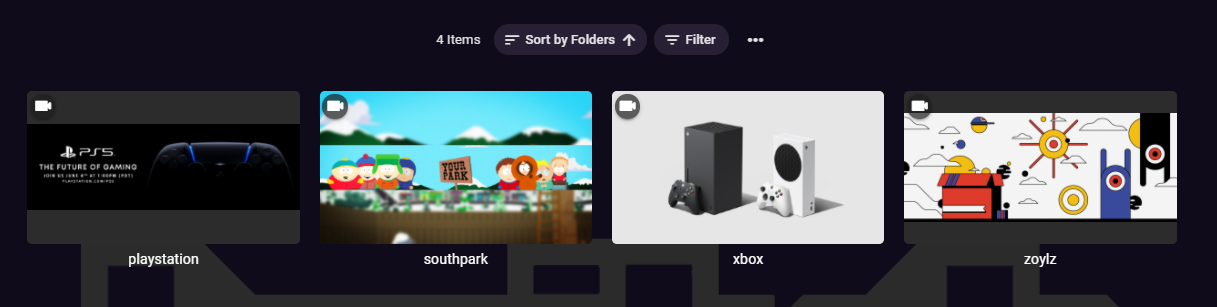 4 Items
Sort by Folders
Filter
PS5
THE FUTURE OF GAMING
JOIN US JUNE 4TH AT 1:00PM (PDT)
PLAYSTATION.COM/PS5
YOUR
PARK
playstation
southpark
xbox
zoylz